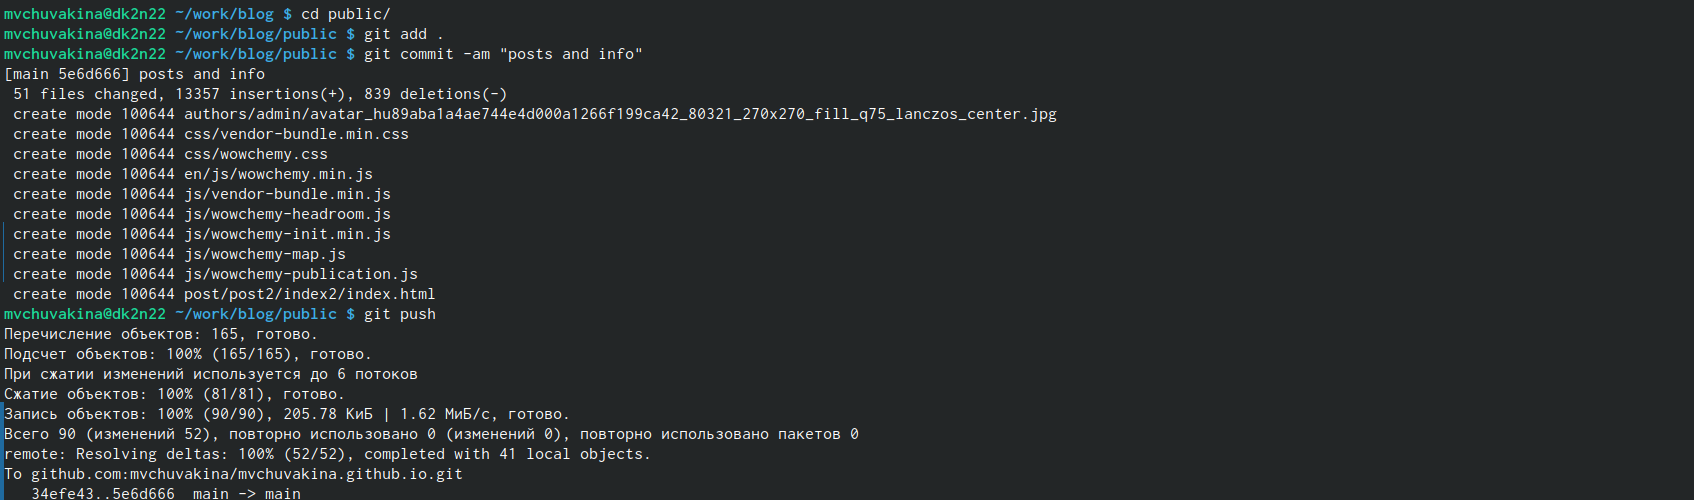 mvchuvakina@dk2n22 ~/work/blog $ cd public/
mvchuvakina@dk2n22 ~/work/blog/public $ git add .
mvchuvakina@dk2n22 ~/work/blog/public $ git commit -am "posts and info"
[main 5e6d666] posts and info
 51 files changed, 13357 insertions(+), 839 deletions(-)
 create mode 100644 authors/admin/avatar_hu89aba1a4ae744e4d000a1266f199ca42_80321_270x270_fill_q75_lanczos_center.jpg
 create mode 100644 css/vendor-bundle.min.css
 create mode 100644 css/wowchemy.css
 create mode 100644 en/js/wowchemy.min.js
 create mode 100644 js/vendor-bundle.min.js
 create mode 100644 js/wowchemy-headroom.js
 create mode 100644 js/wowchemy-init.min.js
 create mode 100644 js/wowchemy-map.js
 create mode 100644 js/wowchemy-publication.js
 create mode 100644 post/post2/index2/index.html
mvchuvakina@dk2n22 ~/work/blog/public $ git push
Перечисление объектов: 165, готово.
Подсчет объектов: 100% (165/165), готово.
При сжатии изменений используется до 6 потоков
Сжатие объектов: 100% (81/81), готово.
Запись объектов: 100% (90/90), 205.78 КиБ | 1.62 МиБ/с, готово.
Всего 90 (изменений 52), повторно использовано 0 (изменений 0), повторно использовано пакетов 0
remote: Resolving deltas: 100% (52/52), completed with 41 local objects.
To github.com:mvchuvakina/mvchuvakina.github.io.git
   34efe43..5e6d666  main -> main